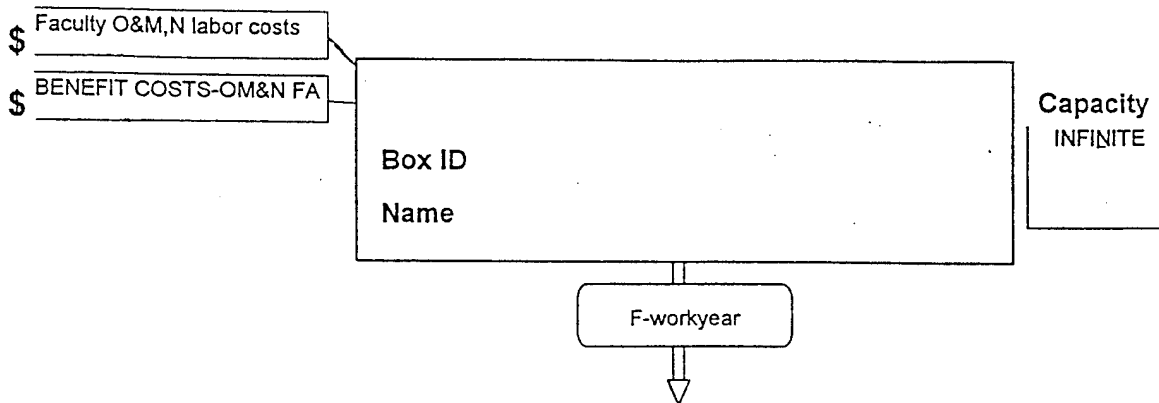 $ Faculty O&M,N labor costs
$ BENEFIT COSTS-OM&N FA
Capacity
INFINITE
Box ID
Name
F-workyear